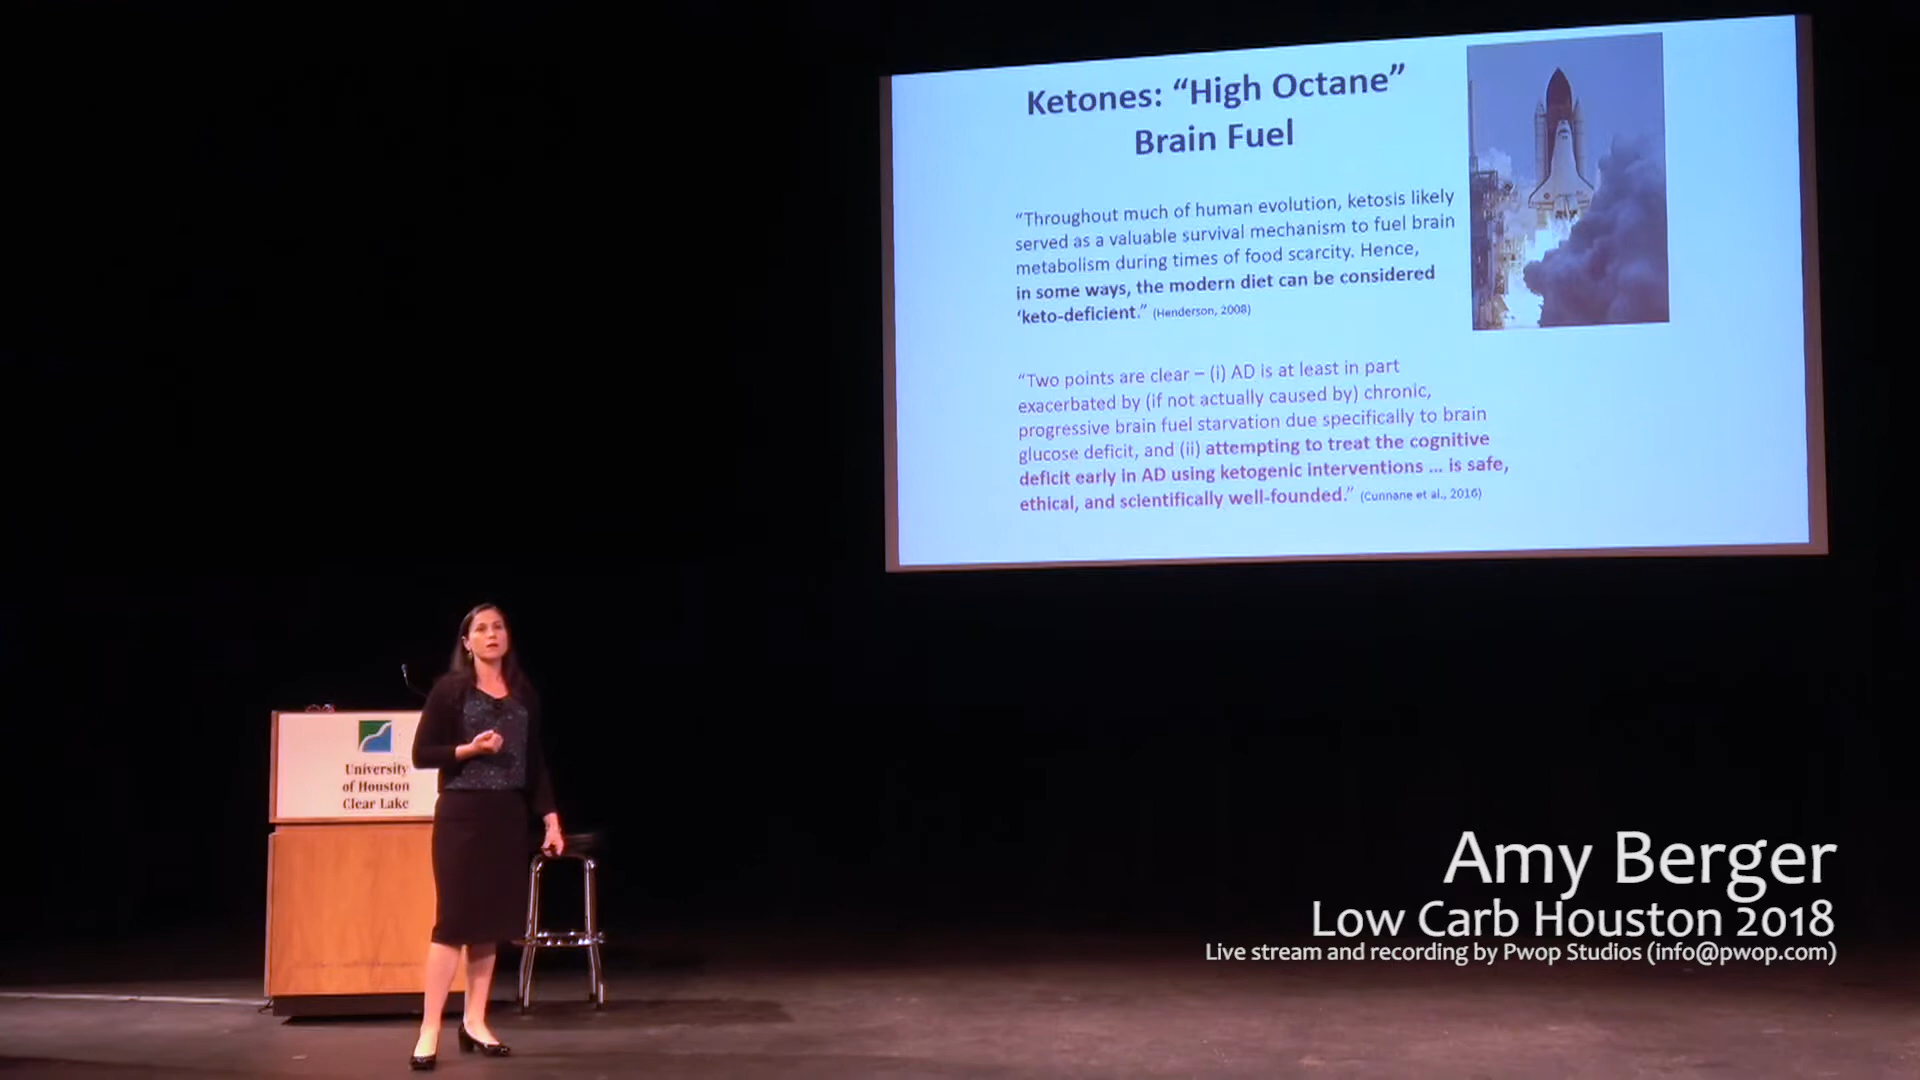 Ketones: “High Octane”
Brain Fuel
“Throughout much of human evolution, ketosis likely
served as a valuable survival mechanism to fuel brain
metabolism during times of food scarcity. Hence,
in some ways, the modern diet can be considered
‘keto-deficient.” (Henderson, 2008)
“Two points are clear – (i) AD is at least in part
exacerbated by (if not actually caused by) chronic,
progressive brain fuel starvation due specifically to brain
glucose deficit, and (ii) attempting to treat the cognitive
deficit early in AD using ketogenic interventions ... is safe,
ethical, and scientifically well-founded.” (Cunnane et al., 2016)
University
of Houston
Clear Lake
Amy Berger
Low Carb Houston 2018
Live stream and recording by Pwop Studios (info@pwop.com)